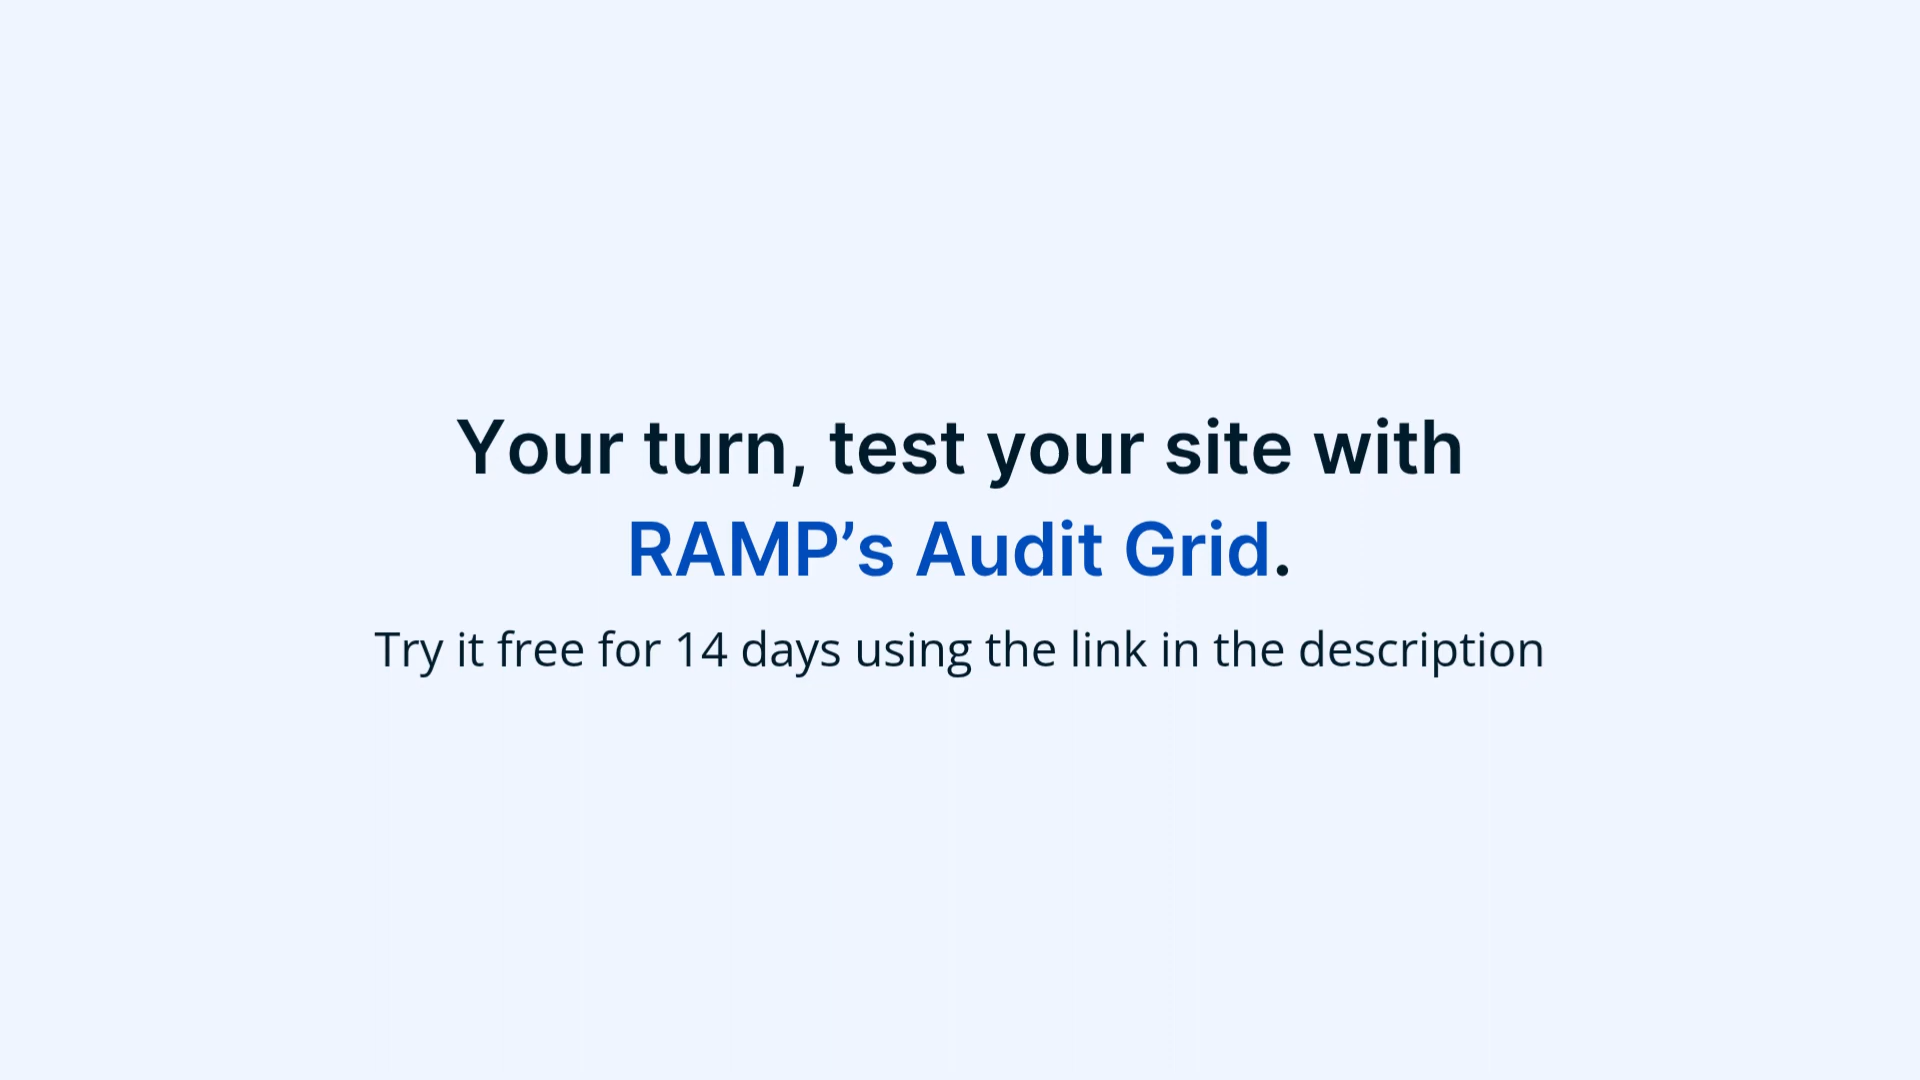 Your turn, test your site with
RAMP’s Audit Grid.
Try it free for 14 days using the link in the description